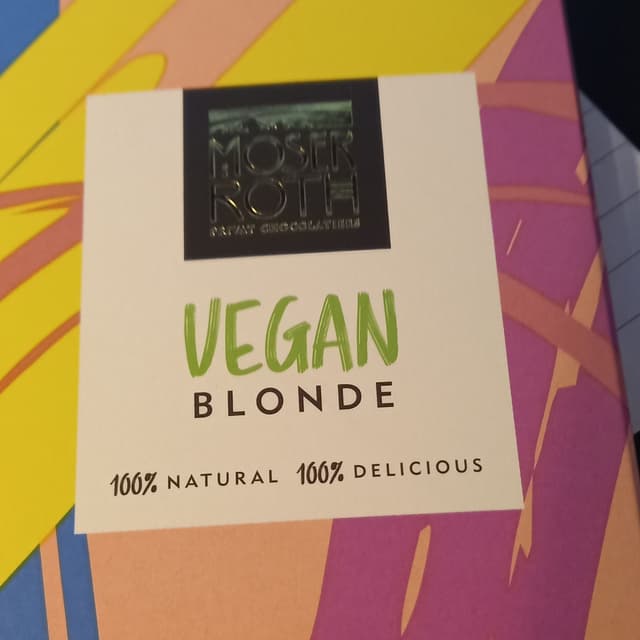 MOSER
ROTH
PRIVAT CHOCOLATIERS
VEGAN
BLONDE
100% NATURAL 100% DELICIOUS